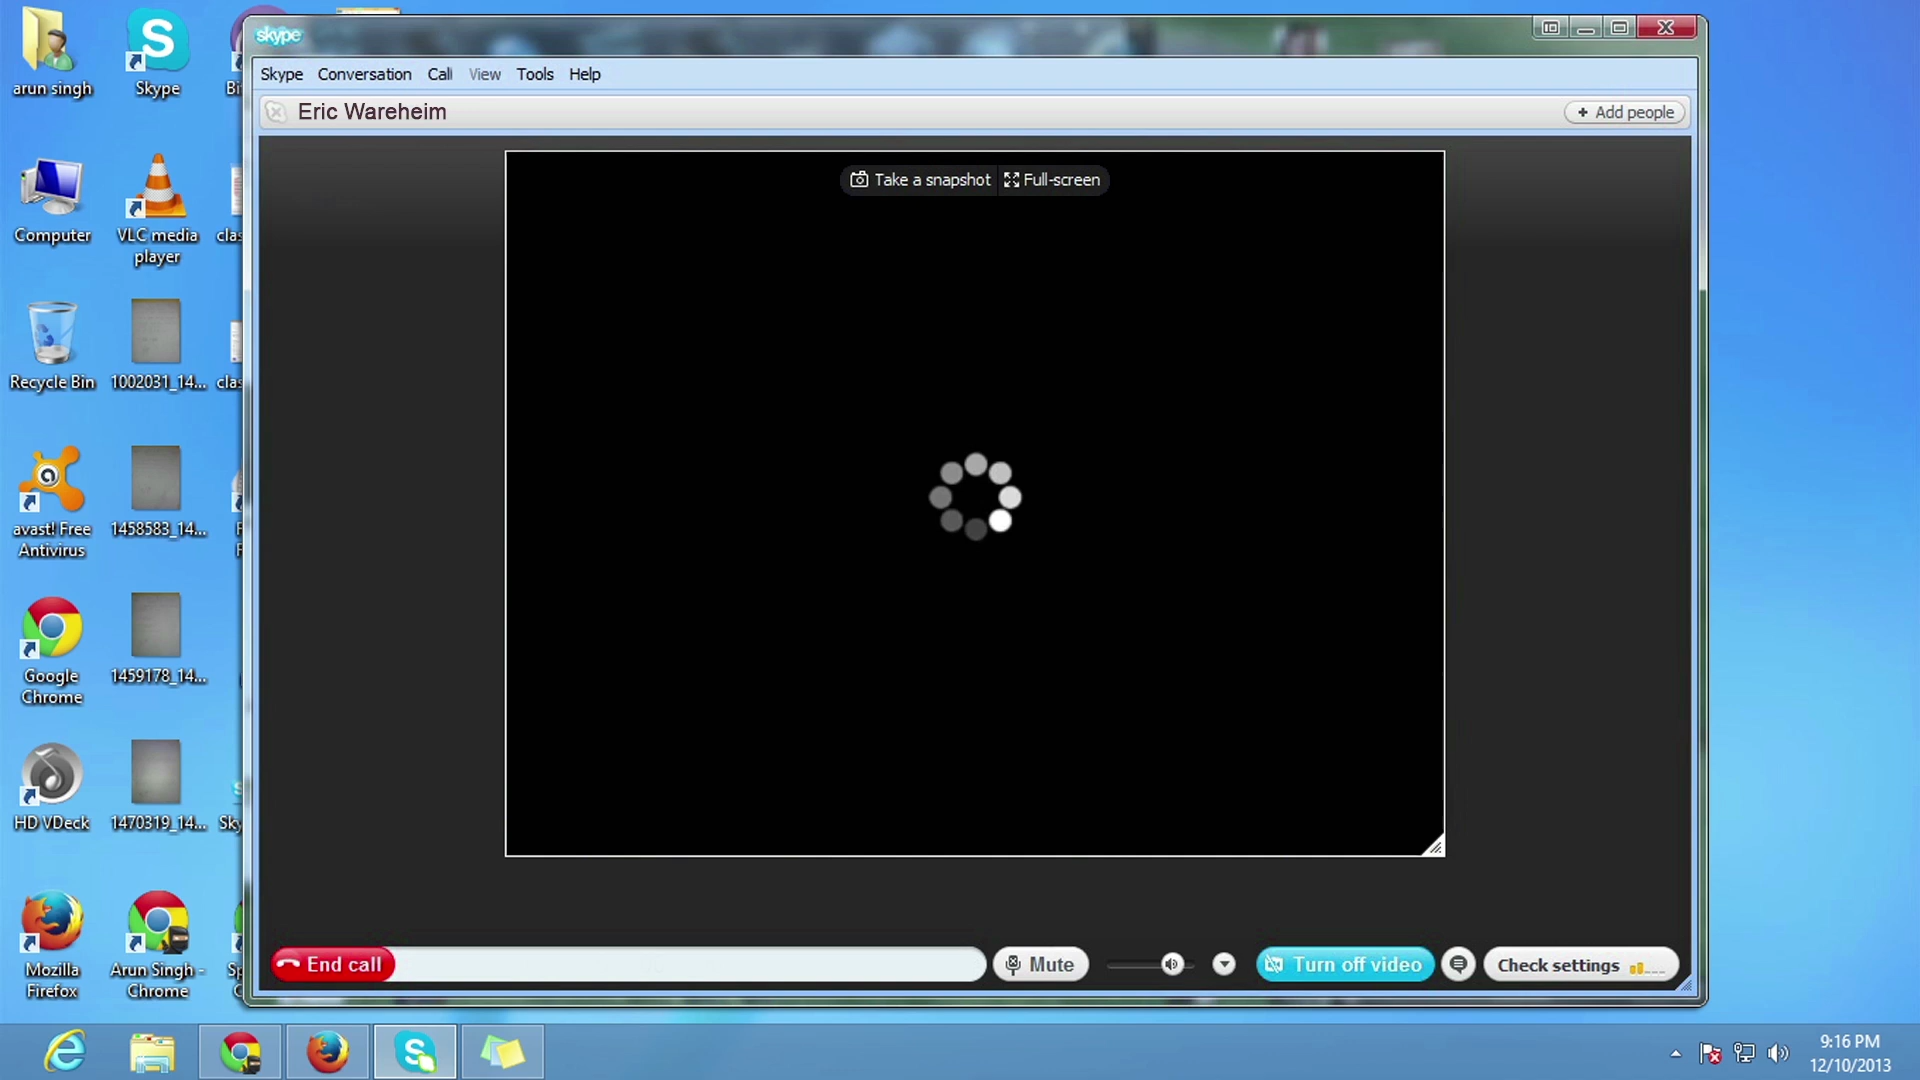 arun singh
Skype
Computer
VLC media
player
Recycle Bin
1002031_14...
avast! Free
Antivirus
1458583_14...
Google
Chrome
1459178_14...
HD VDeck
1470319_14...
Mozilla
Firefox
Arun Singh -
Chrome
skype
Skype Conversation Call View Tools Help
Eric Wareheim
+ Add people
Take a snapshot
Full-screen
End call
Mute
Turn off video
Check settings
9:16 PM
12/10/2013